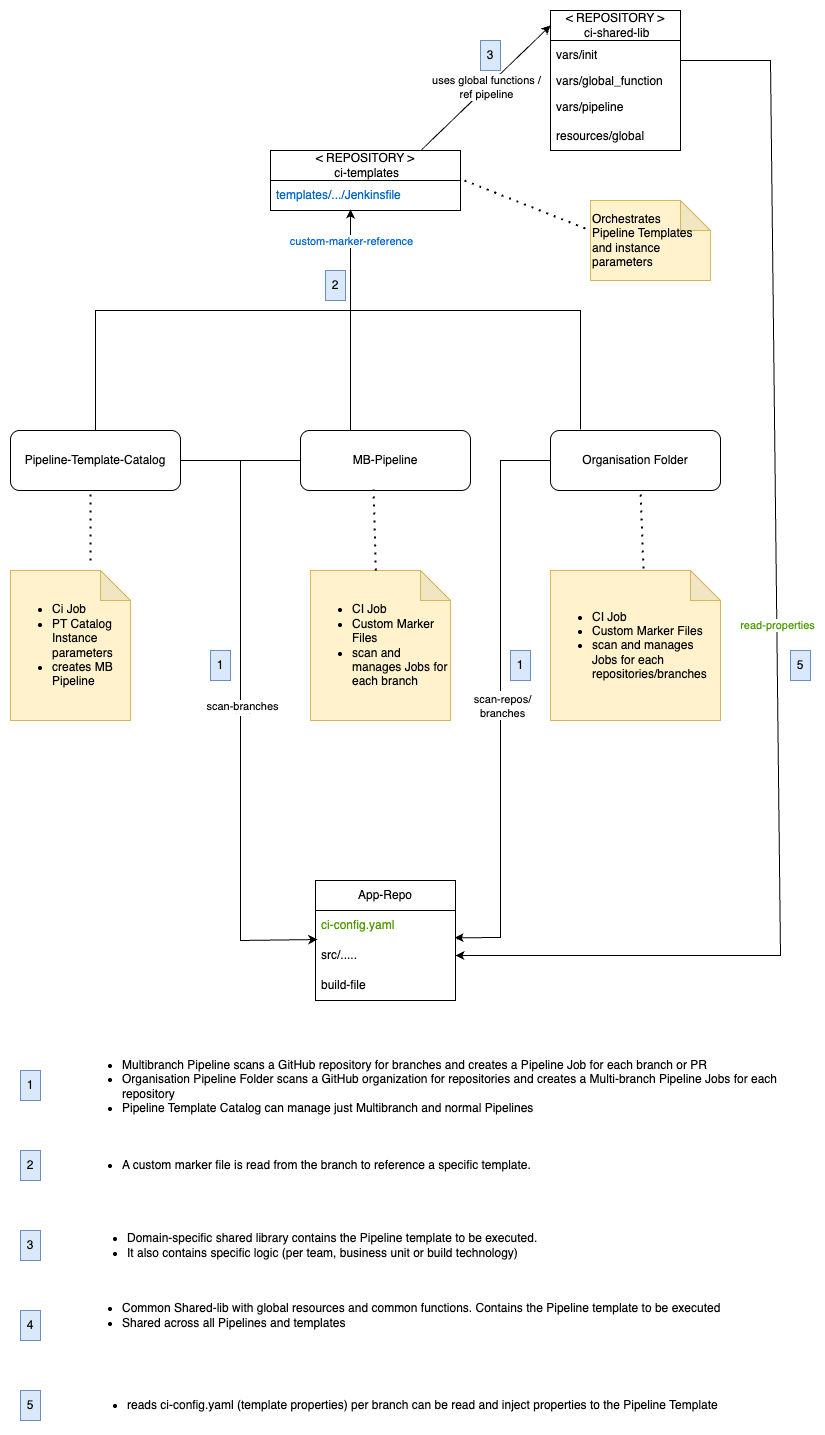 < REPOSITORY >
ci-shared-lib
vars/init
vars/global_function
vars/pipeline
resources/global
3
uses global functions /
ref pipeline
< REPOSITORY >
ci-templates
templates/.../Jenkinsfile
Orchestrates
Pipeline Templates
and instance
parameters
custom-marker-reference
2
Pipeline-Template-Catalog
MB-Pipeline
Organisation Folder
• Ci Job
• PT Catalog
Instance
parameters
• creates MB
Pipeline
• CI Job
• Custom Marker
Files
• scan and
manages Jobs for
each branch
• CI Job
• Custom Marker Files
• scan and manages
Jobs for each
repositories/branches
read-properties
1
1
5
scan-branches
scan-repos/
branches
App-Repo
ci-config.yaml
src/.....
build-file
1
• Multibranch Pipeline scans a GitHub repository for branches and creates a Pipeline Job for each branch or PR
• Organisation Pipeline Folder scans a GitHub organization for repositories and creates a Multi-branch Pipeline Jobs for each
repository
• Pipeline Template Catalog can manage just Multibranch and normal Pipelines
2
• A custom marker file is read from the branch to reference a specific template.
3
• Domain-specific shared library contains the Pipeline template to be executed.
• It also contains specific logic (per team, business unit or build technology)
4
• Common Shared-lib with global resources and common functions. Contains the Pipeline template to be executed
• Shared across all Pipelines and templates
5
• reads ci-config.yaml (template properties) per branch can be read and inject properties to the Pipeline Template